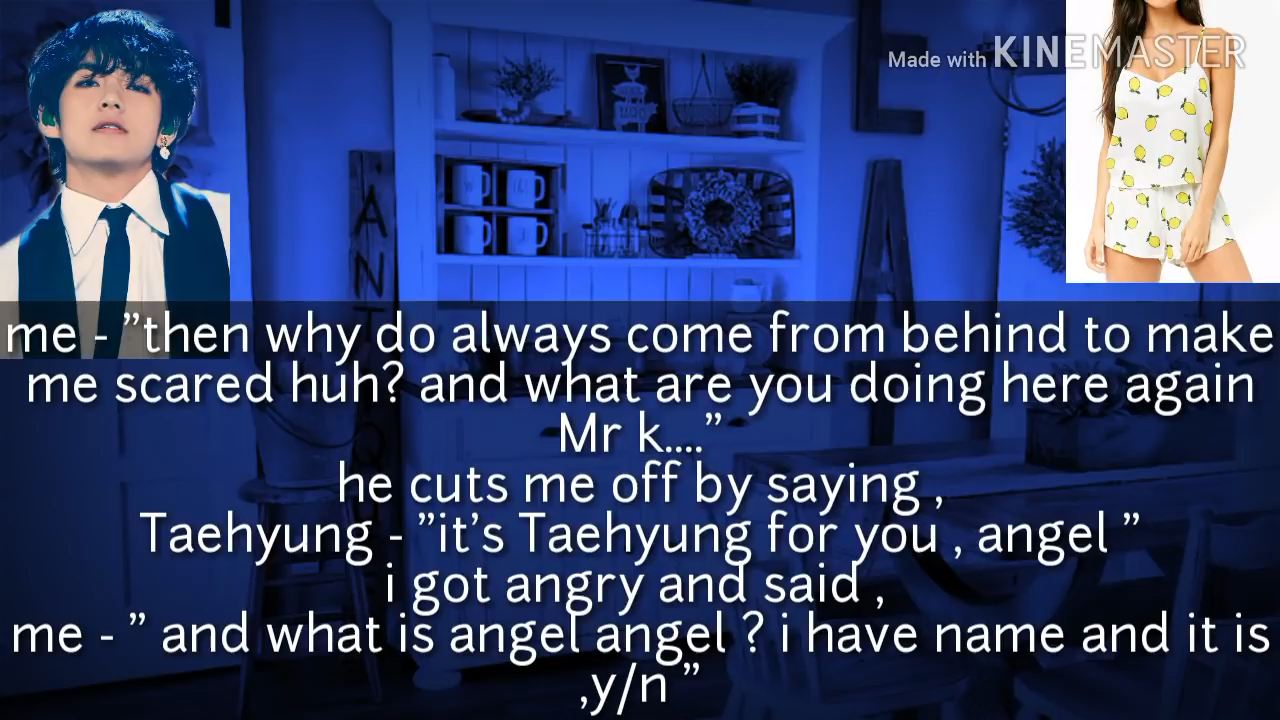 Made with KINEMASTER
me - ”then why do always come from behind to make
me scared huh? and what are you doing here again
Mr k....”
he cuts me off by saying ,
Taehyung - ”it’s Taehyung for you , angel ”
i got angry and said ,
me - ” and what is angel angel ? i have name and it is
,y/n ”